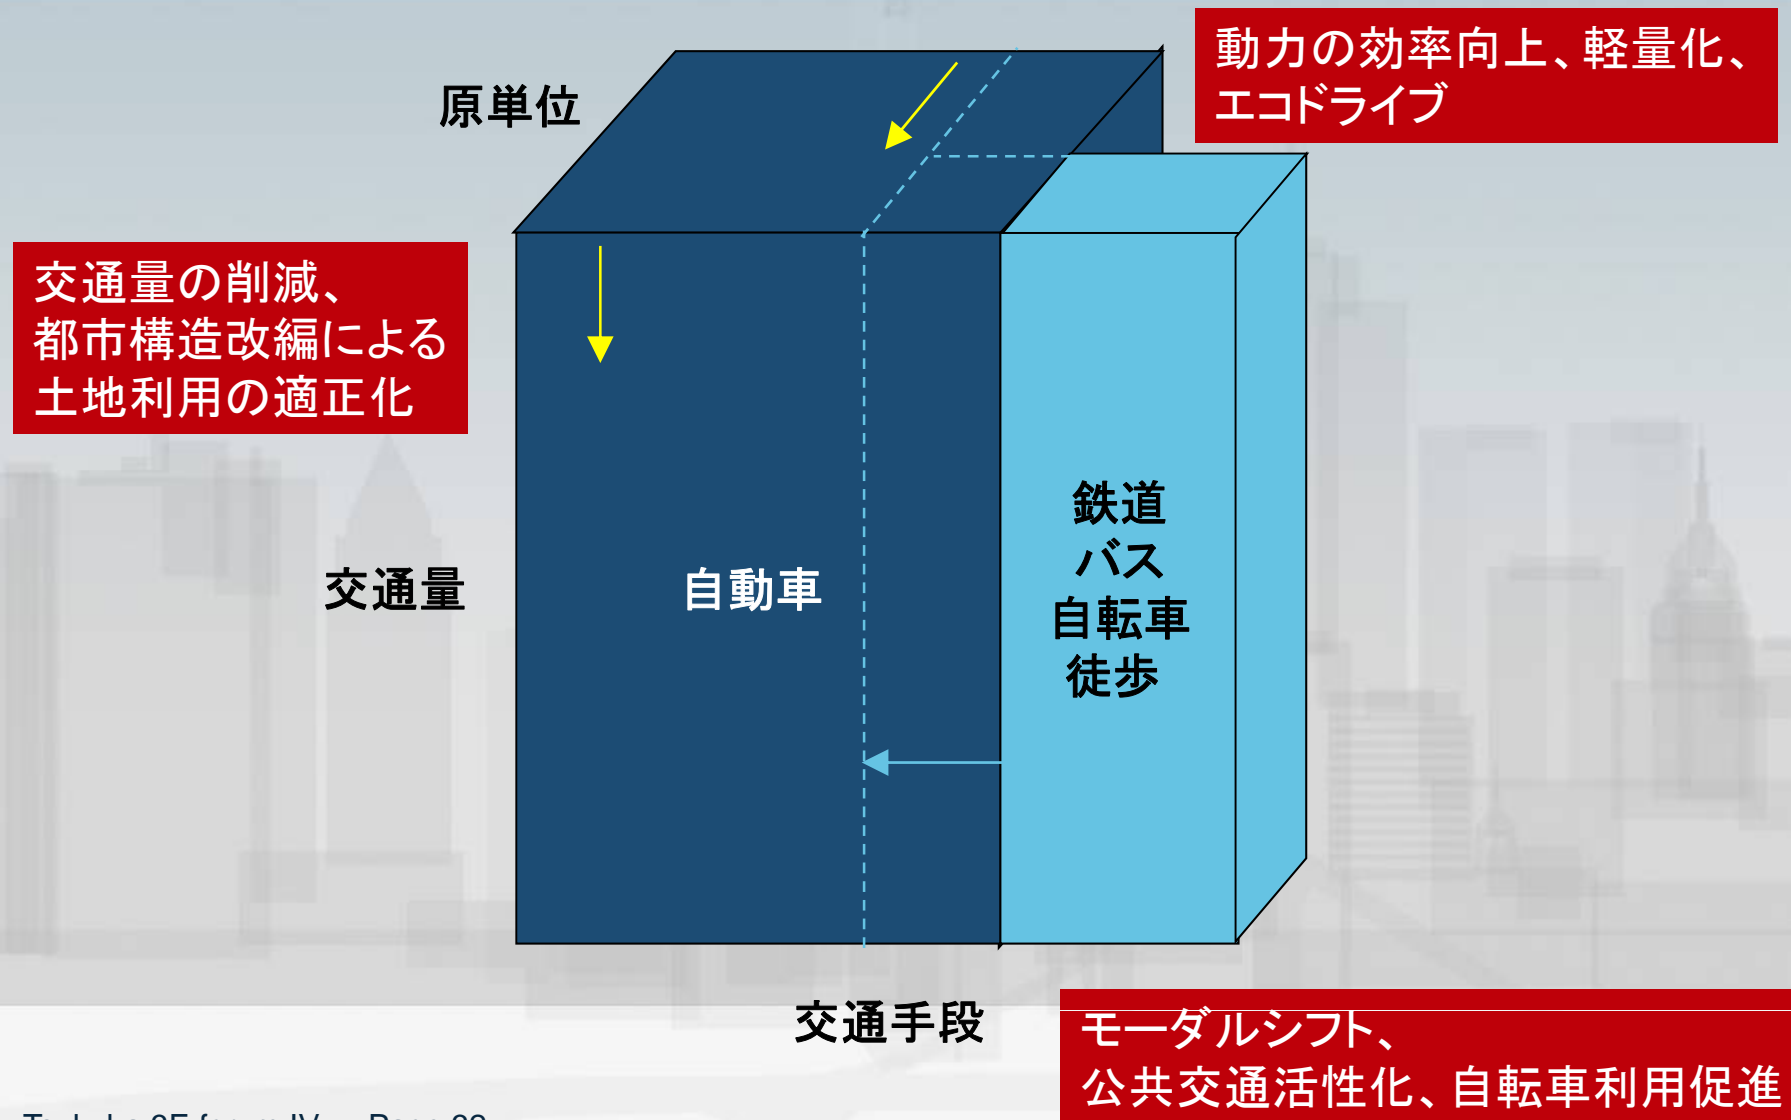 動力の効率向上、軽量化、
エコドライブ
原単位
交通量の削減、
都市構造改編による
土地利用の適正化
鉄道
バス
自転車
徒歩
交通量
自動車
交通手段
モーダルシフト、
公共交通活性化、自転車利用促進